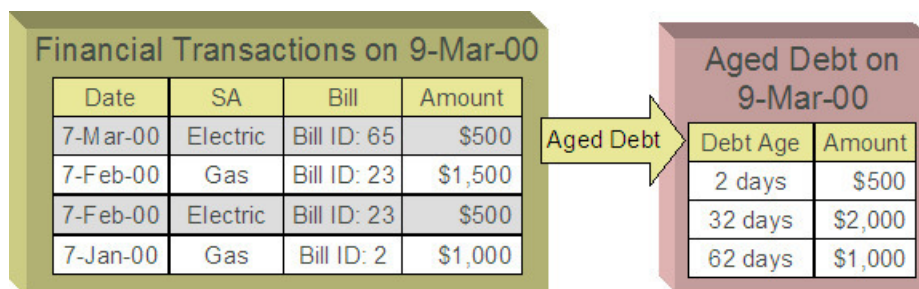 Financial Transactions on 9-Mar-00
Date SA Bill Amount
7-Mar-00 Electric Bill ID: 65 $500
7-Feb-00 Gas Bill ID: 23 $1,500
7-Feb-00 Electric Bill ID: 23 $500
7-Jan-00 Gas Bill ID: 2 $1,000
Aged Debt
Aged Debt on
9-Mar-00
Debt Age Amount
2 days $500
32 days $2,000
62 days $1,000